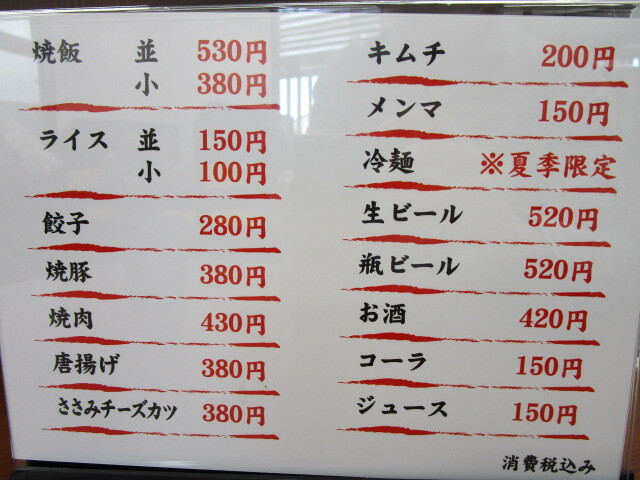 焼飯 並 530円
小 380円
ライス 並 150円
小 100円
餃子 280円
焼豚 380円
焼肉 430円
唐揚げ 380円
ささみチーズカツ 380円
キムチ 200円
メンマ 150円
冷麺 ※夏季限定
生ビール 520円
瓶ビール 520円
お酒 420円
コーラ 150円
ジュース 150円
消費税込み